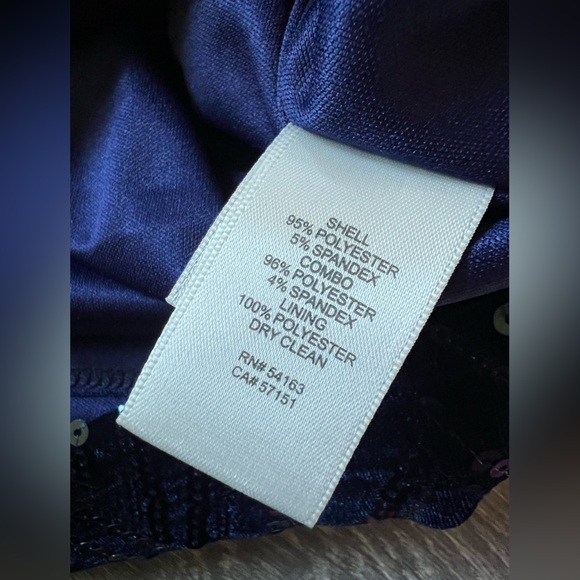 SHELL
95% POLYESTER
5% SPANDEX
COMBO
96% POLYESTER
4% SPANDEX
LINING
100% POLYESTER
DRY CLEAN
RN# 54163
CA# 57151